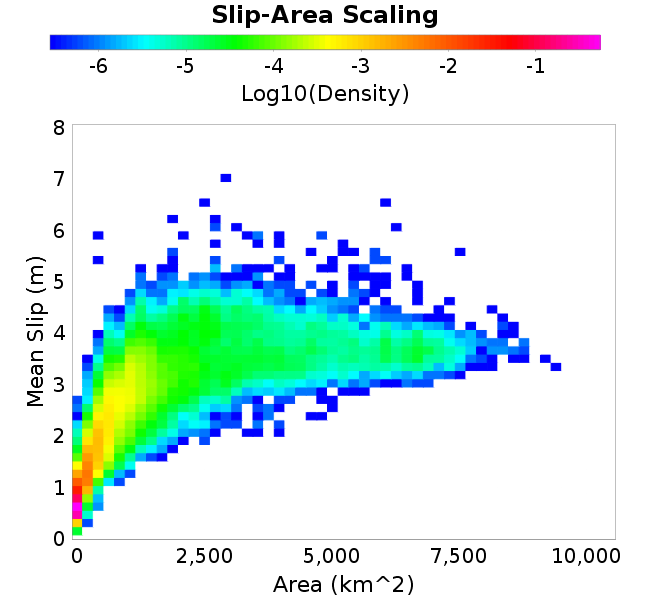 Slip-Area Scaling
-6 -5 -4 -3 -2 -1
Log10(Density)
8
7
6
5
4
3
2
1
0
Mean Slip (m)
0 2,500 5,000 7,500 10,000
Area (km^2)